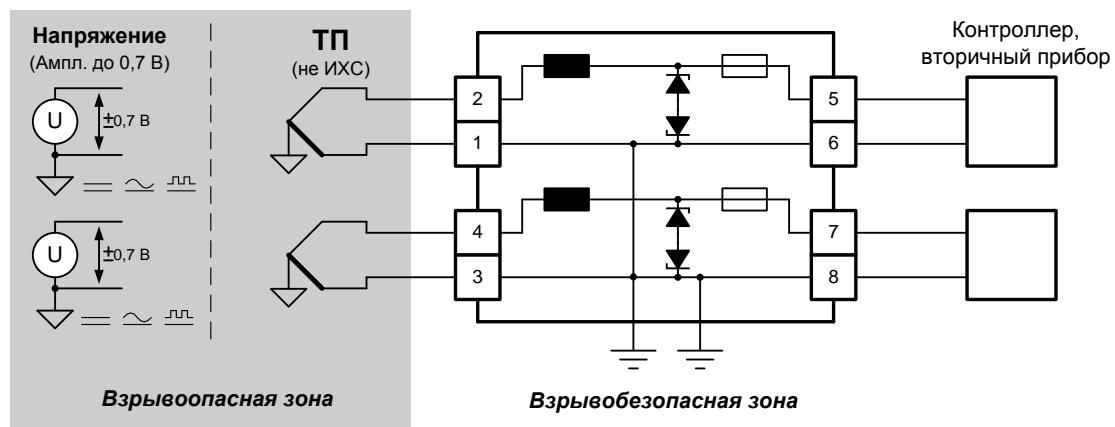 Напряжение
(Ампл. до 0,7 В)
U
±0,7 В
U
±0,7 В
ТП
(не ИХС)
2
1
4
3
5
6
7
8
Контроллер,
вторичный прибор
Взрывоопасная зона
Взрывобезопасная зона